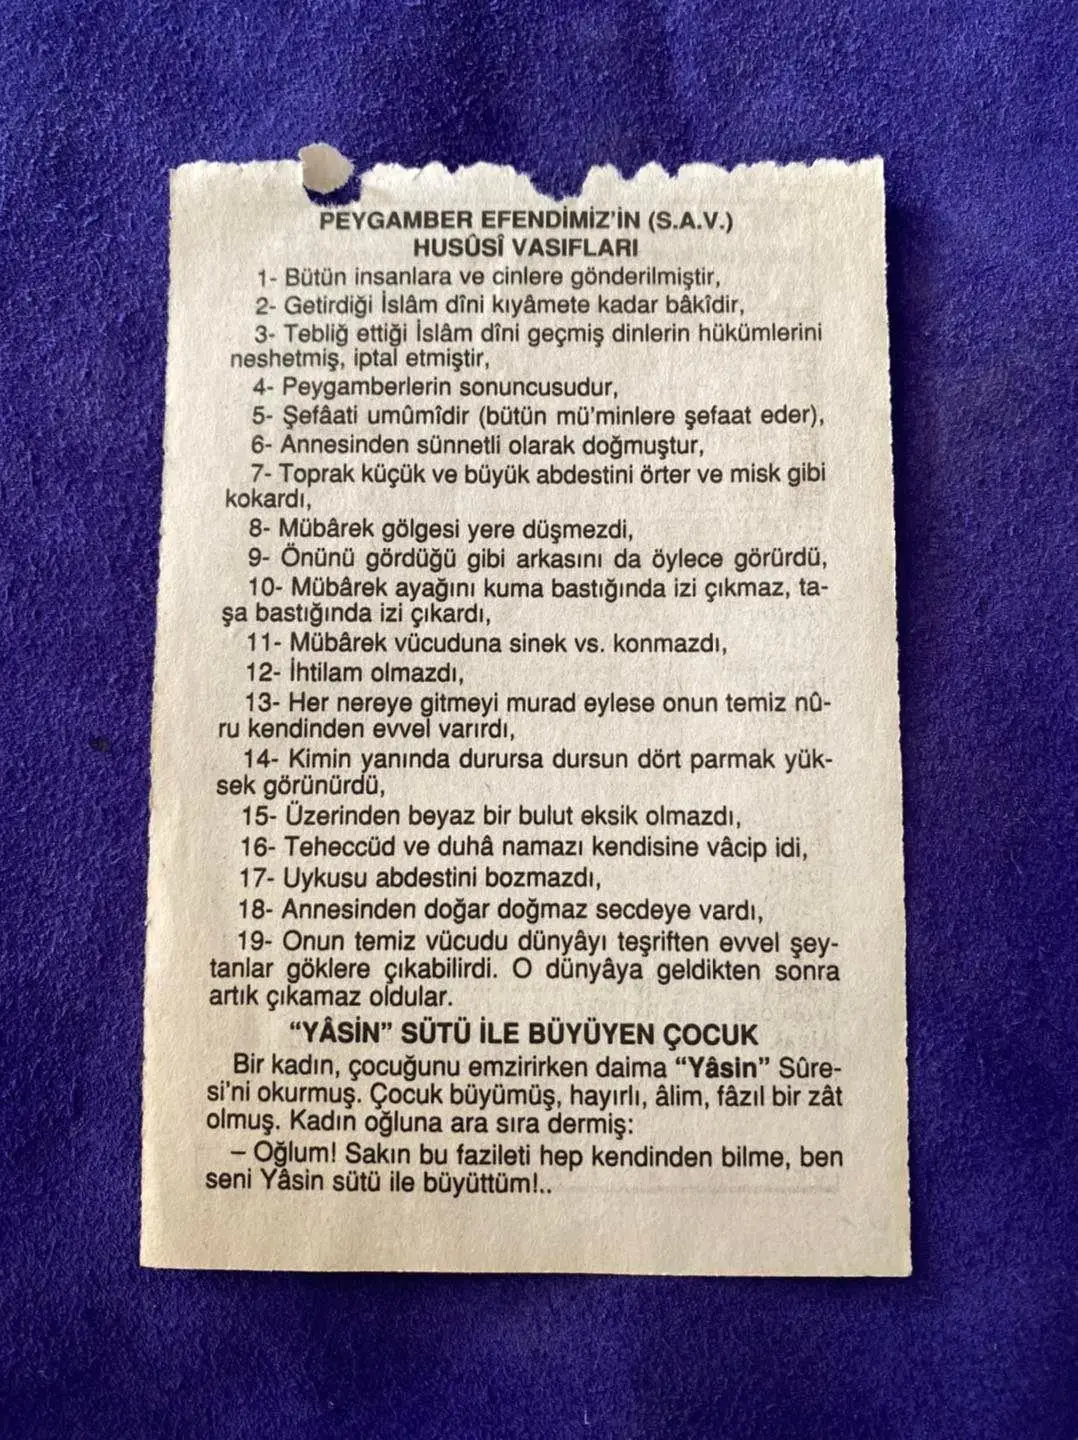 PEYGAMBER EFENDİMİZ'İN (S.A.V.)
HUSÛSÎ VASIFLARI
1- Bütün insanlara ve cinlere gönderilmiştir,
2- Getirdiği İslâm dîni kıyâmete kadar bâkîdir,
3- Tebliğ ettiği İslâm dîni geçmiş dinlerin hükümlerini
neshetmiş, iptal etmiştir,
4- Peygamberlerin sonuncusudur,
5- Şefâati umûmîdir (bütün mü'minlere şefaat eder),
6- Annesinden sünnetli olarak doğmuştur,
7- Toprak küçük ve büyük abdestini örter ve misk gibi
kokardı,
8- Mübârek gölgesi yere düşmezdi,
9- Önünü gördüğü gibi arkasını da öylece görürdü,
10- Mübârek ayağını kuma bastığında izi çıkmaz, ta-
şa bastığında izi çıkardı,
11- Mübârek vücuduna sinek vs. konmazdı,
12- İhtilam olmazdı,
13- Her nereye gitmeyi murad eylese onun temiz nû-
ru kendinden evvel varırdı,
14- Kimin yanında durursa dursun dört parmak yük-
sek görünürdü,
15- Üzerinden beyaz bir bulut eksik olmazdı,
16- Teheccüd ve duhâ namazı kendisine vâcip idi,
17- Uykusu abdestini bozmazdı,
18- Annesinden doğar doğmaz secdeye vardı,
19- Onun temiz vücudu dünyâyı teşriften evvel şey-
tanlar göklere çıkabilirdi. O dünyâya geldikten sonra
artık çıkamaz oldular.
“YÂSİN” SÜTÜ İLE BÜYÜYEN ÇOCUK
Bir kadın, çocuğunu emzirirken daima “Yâsin” Sûre-
si'ni okurmuş. Çocuk büyümüş, hayırlı, âlim, fâzıl bir zât
olmuş. Kadın oğluna ara sıra dermiş:
– Oğlum! Sakın bu fazileti hep kendinden bilme, ben
seni Yâsin sütü ile büyüttüm!..